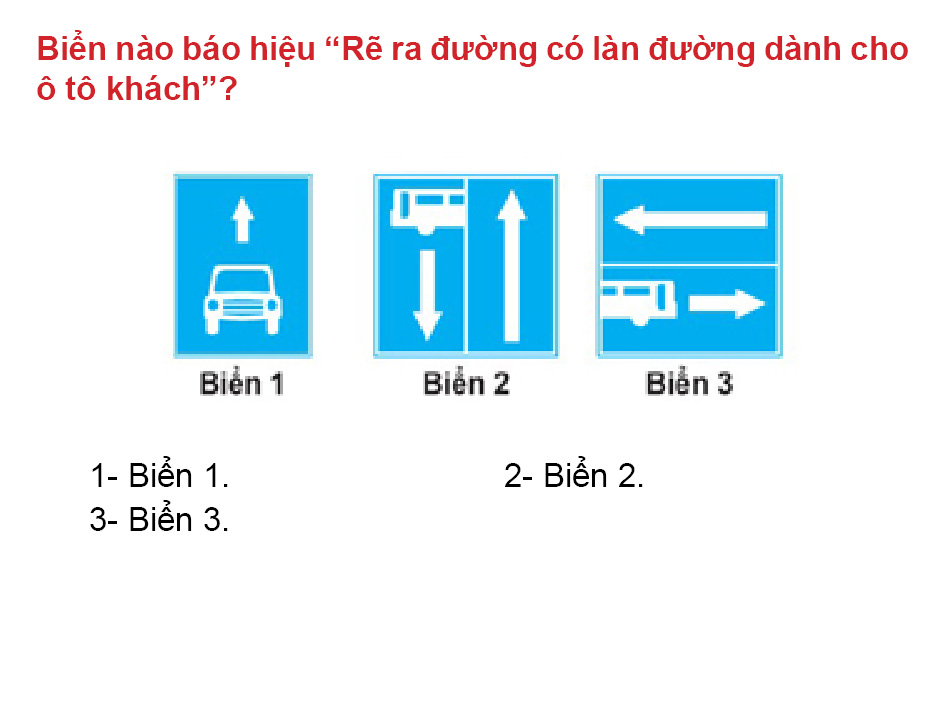 Biển nào báo hiệu “Rẽ ra đường có làn đường dành cho
ô tô khách”?
Biển 1 Biển 2 Biển 3
1- Biển 1. 2- Biển 2.
3- Biển 3.